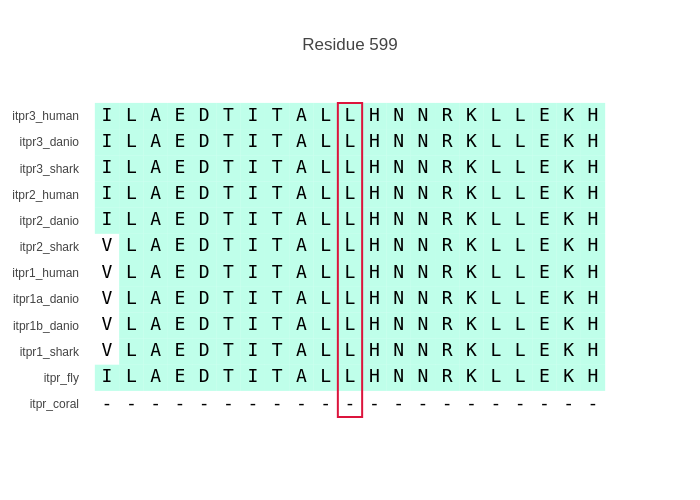 Residue 599
itpr3_human I L A E D T I T A L L H N N R K L L E K H
itpr3_danio I L A E D T I T A L L H N N R K L L E K H
itpr3_shark I L A E D T I T A L L H N N R K L L E K H
itpr2_human I L A E D T I T A L L H N N R K L L E K H
itpr2_danio I L A E D T I T A L L H N N R K L L E K H
itpr2_shark V L A E D T I T A L L H N N R K L L E K H
itpr1_human V L A E D T I T A L L H N N R K L L E K H
itpr1a_danio V L A E D T I T A L L H N N R K L L E K H
itpr1b_danio V L A E D T I T A L L H N N R K L L E K H
itpr1_shark V L A E D T I T A L L H N N R K L L E K H
itpr_fly I L A E D T I T A L L H N N R K L L E K H
itpr_coral - - - - - - - - - - - - - - - - - - - - -